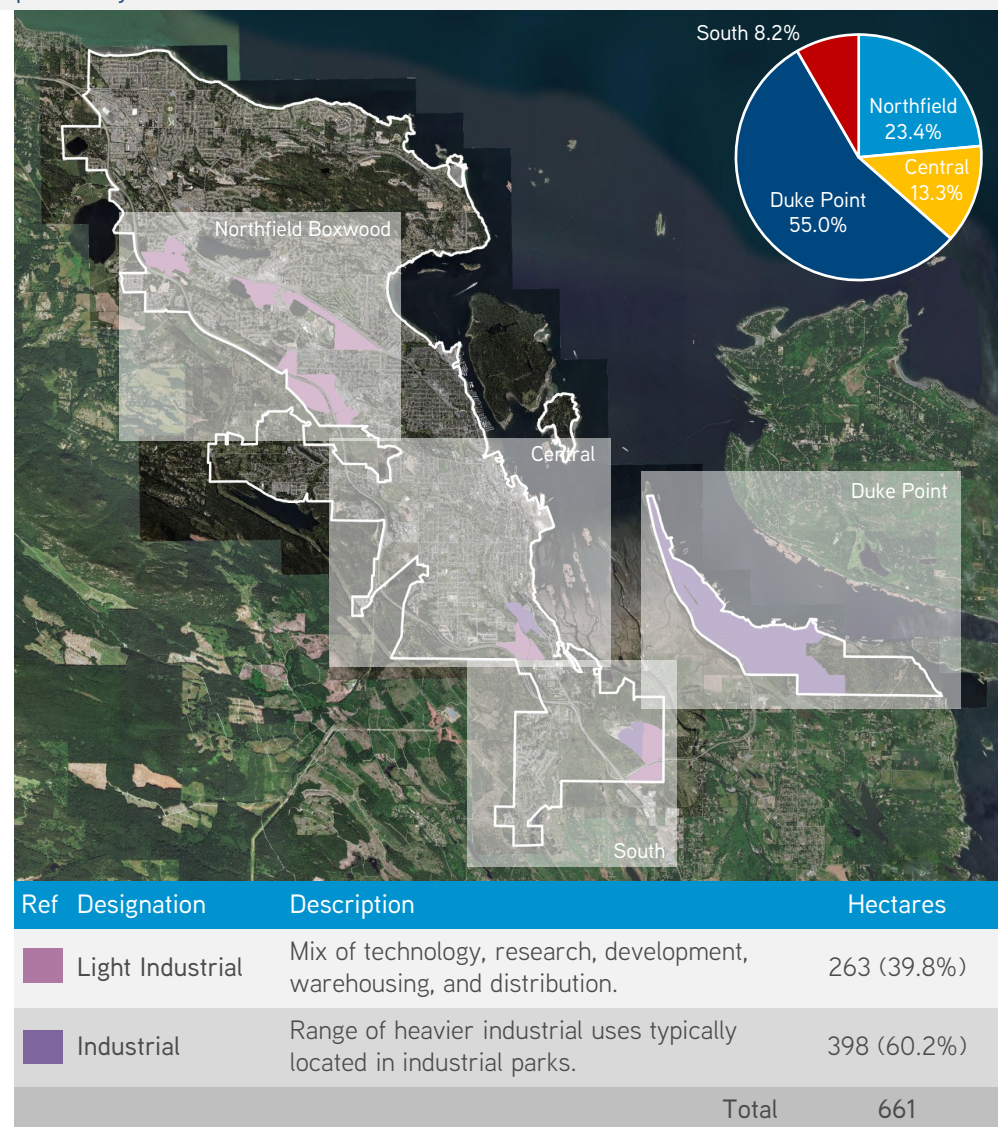 South 8.2%
Northfield
23.4%
Central
13.3%
Duke Point
55.0%
Northfield Boxwood
Central
Duke Point
South
Ref Designation Description Hectares
Light Industrial Mix of technology, research, development, warehousing, and distribution. 263 (39.8%)
Industrial Range of heavier industrial uses typically located in industrial parks. 398 (60.2%)
Total 661